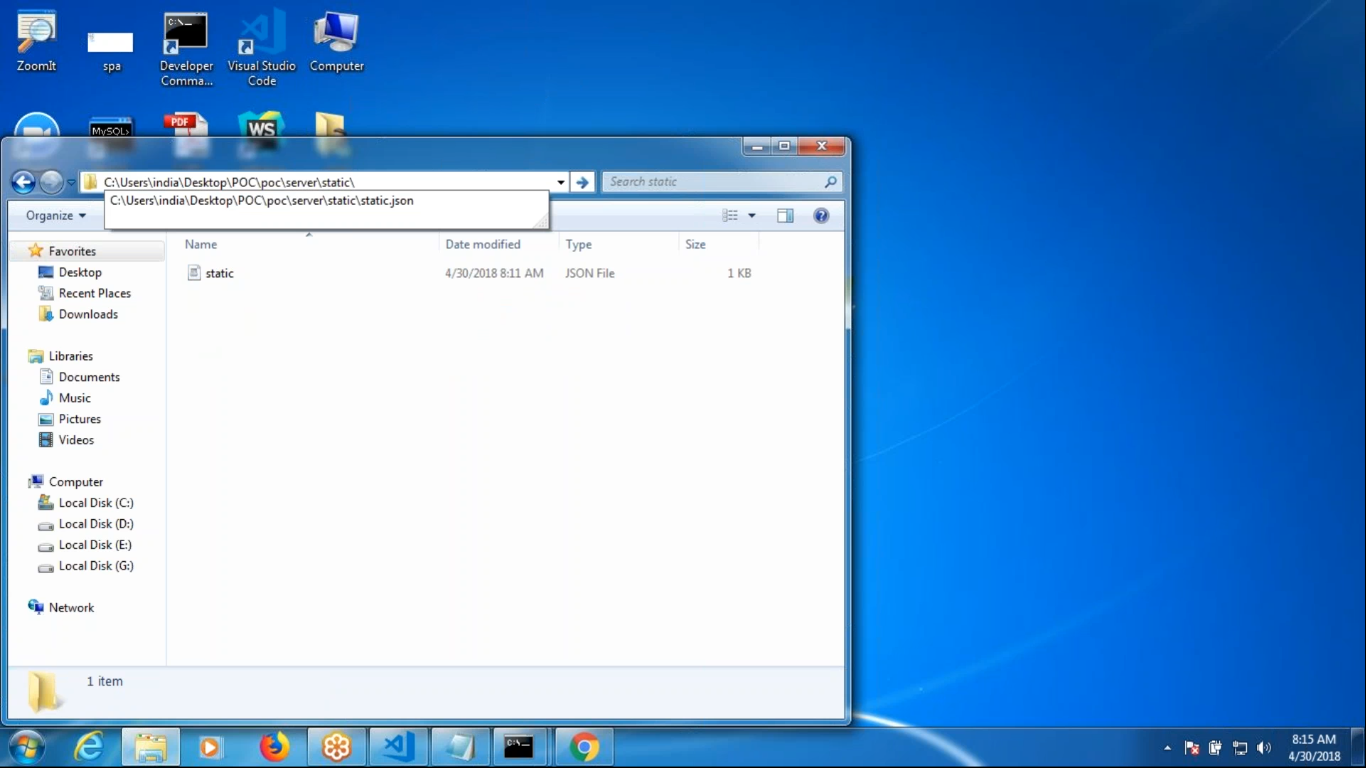 ZoomIt
spa
Developer Comma...
Visual Studio Code
Computer
C:\_
MySQL>
PDF
WS
C:\Users\india\Desktop\POC\poc\server\static\
Search static
C:\Users\india\Desktop\POC\poc\server\static\static.json
Organize
Name
Date modified
Type
Size
static
4/30/2018 8:11 AM
JSON File
1 KB
Favorites
Desktop
Recent Places
Downloads
Libraries
Documents
Music
Pictures
Videos
Computer
Local Disk (C:)
Local Disk (D:)
Local Disk (E:)
Local Disk (G:)
Network
1 item
C:\_
8:15 AM
4/30/2018